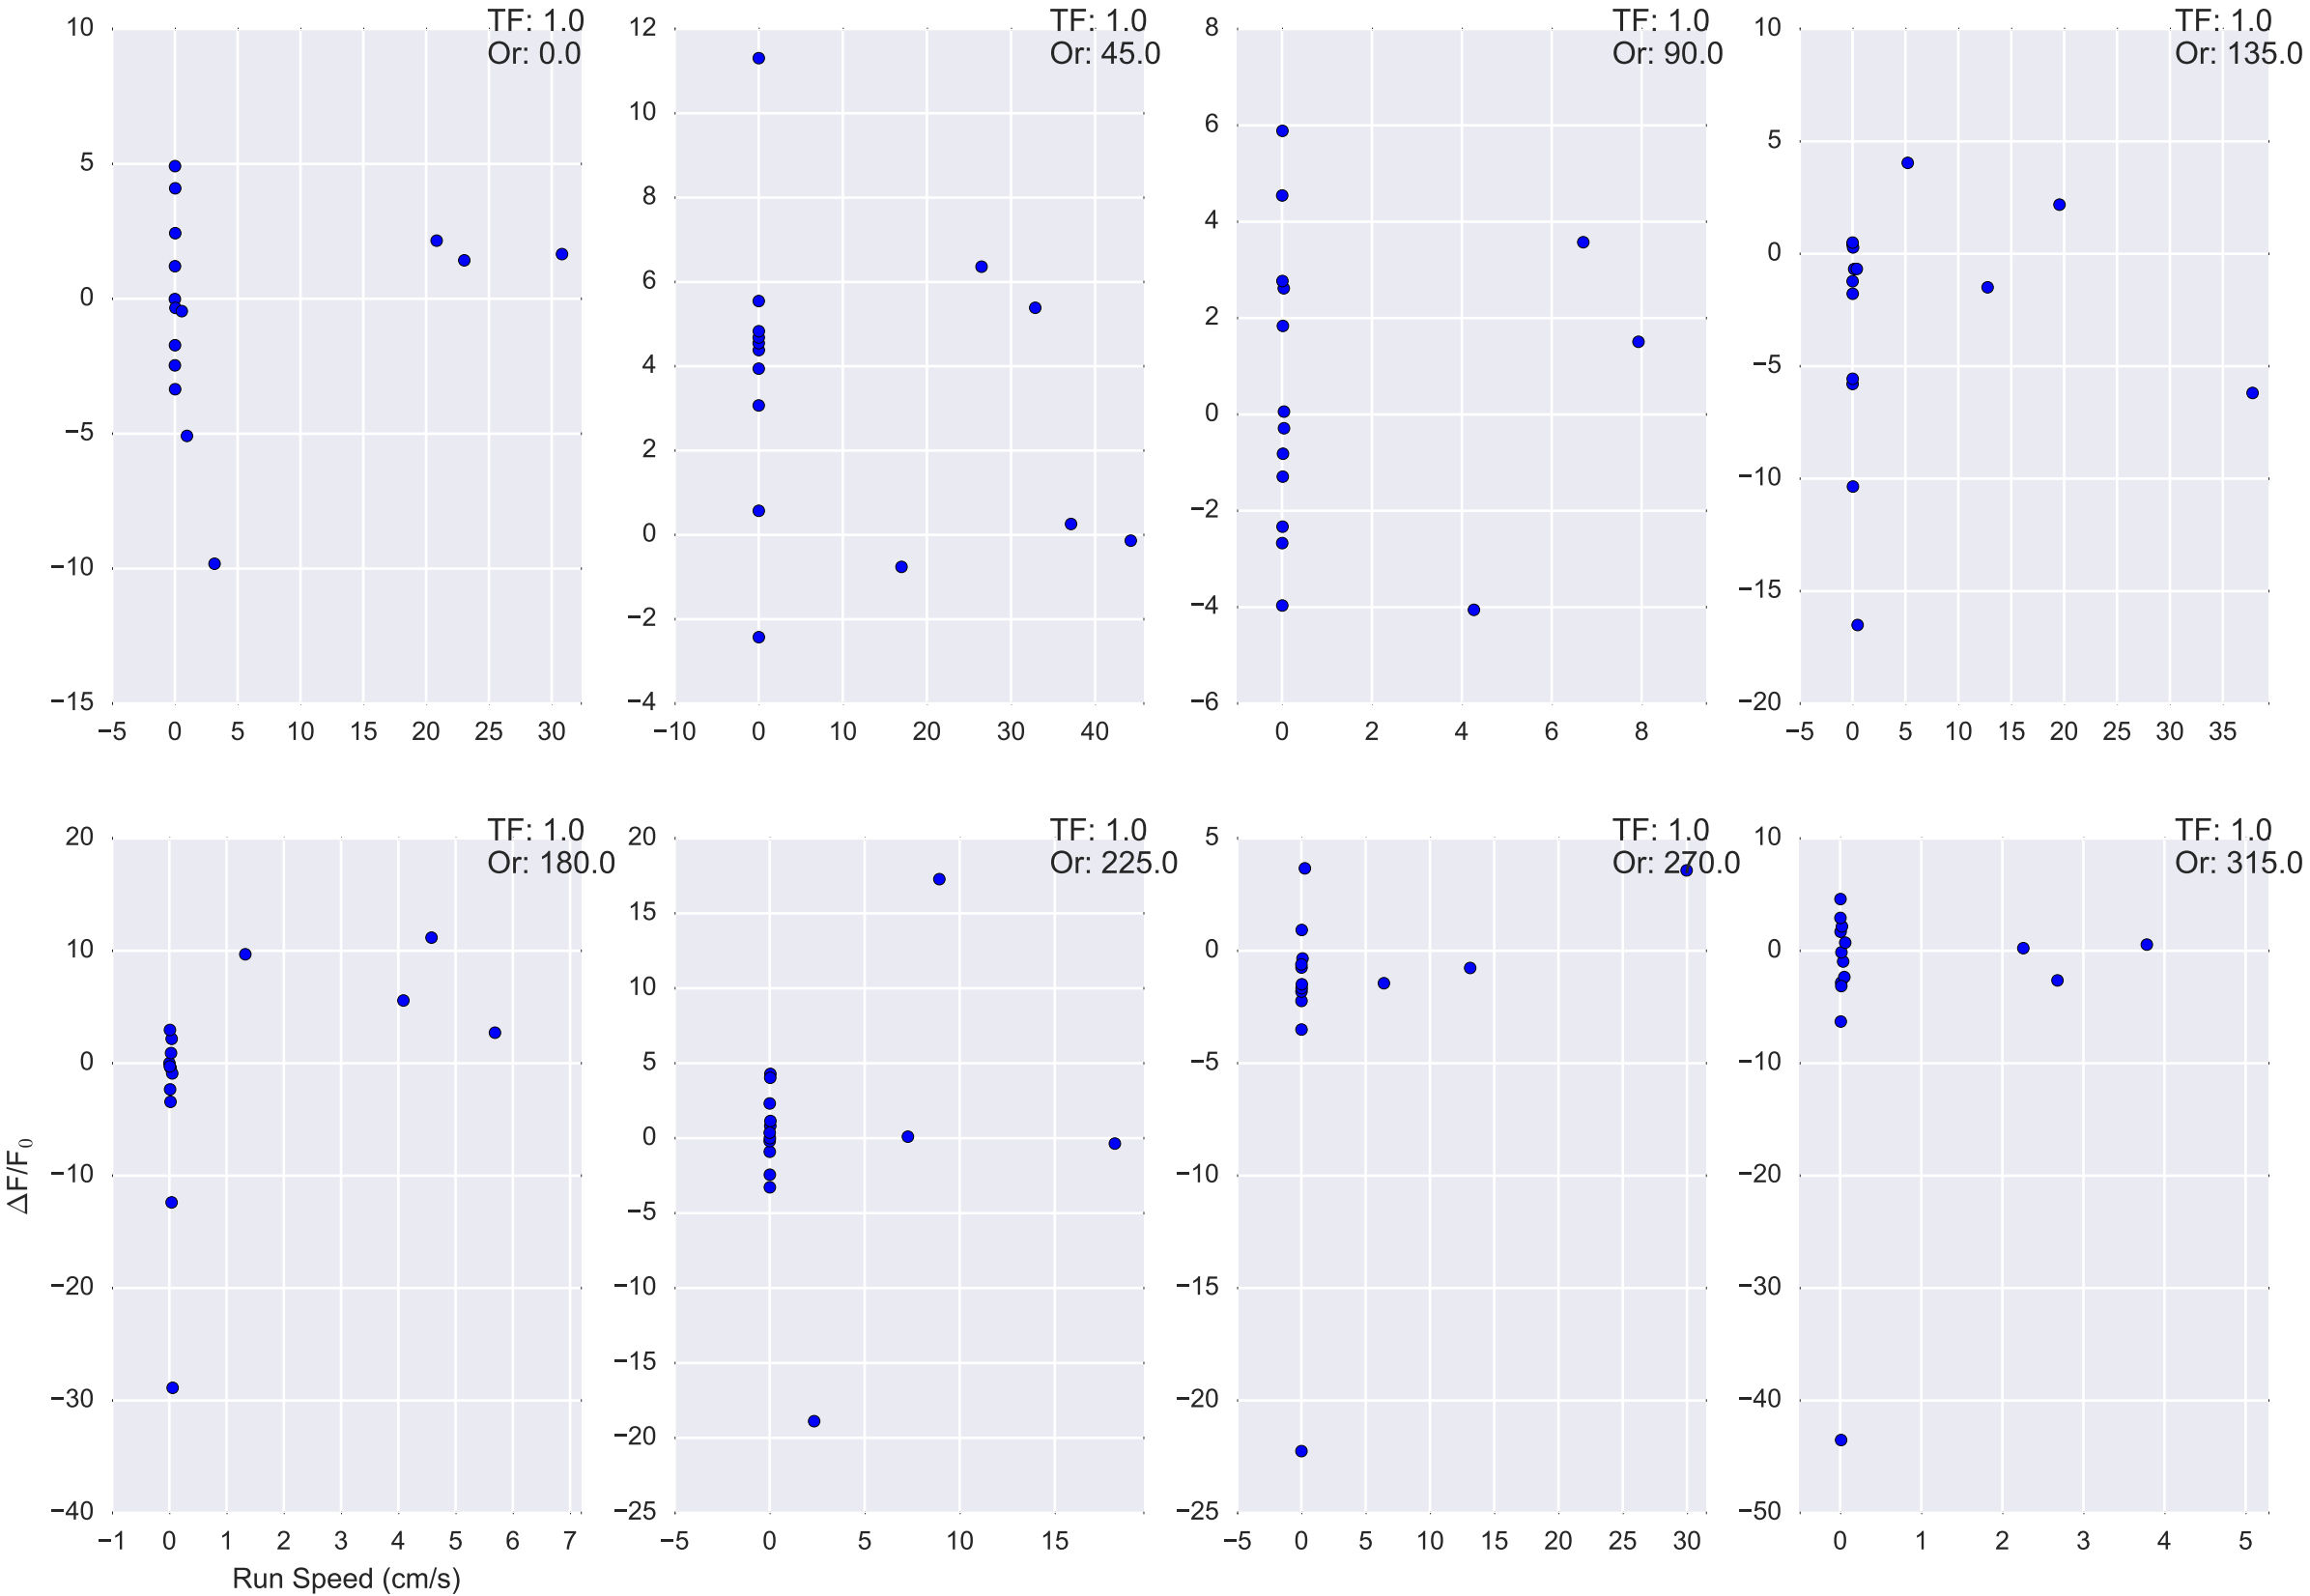 TF: 1.0
Or: 0.0
10
5
0
−5
−10
−15
−5 0 5 10 15 20 25 30
TF: 1.0
Or: 45.0
12
10
8
6
4
2
0
−2
−4
−10 0 10 20 30 40
TF: 1.0
Or: 90.0
8
6
4
2
0
−2
−4
−6
0 2 4 6 8
TF: 1.0
Or: 135.0
10
5
0
−5
−10
−15
−20
−5 0 5 10 15 20 25 30 35
TF: 1.0
Or: 180.0
20
10
0
−10
−20
−30
−40
−1 0 1 2 3 4 5 6 7
ΔF/F₀
Run Speed (cm/s)
TF: 1.0
Or: 225.0
20
15
10
5
0
−5
−10
−15
−20
−25
−5 0 5 10 15
TF: 1.0
Or: 270.0
5
0
−5
−10
−15
−20
−25
−5 0 5 10 15 20 25 30
TF: 1.0
Or: 315.0
10
0
−10
−20
−30
−40
−50
0 1 2 3 4 5